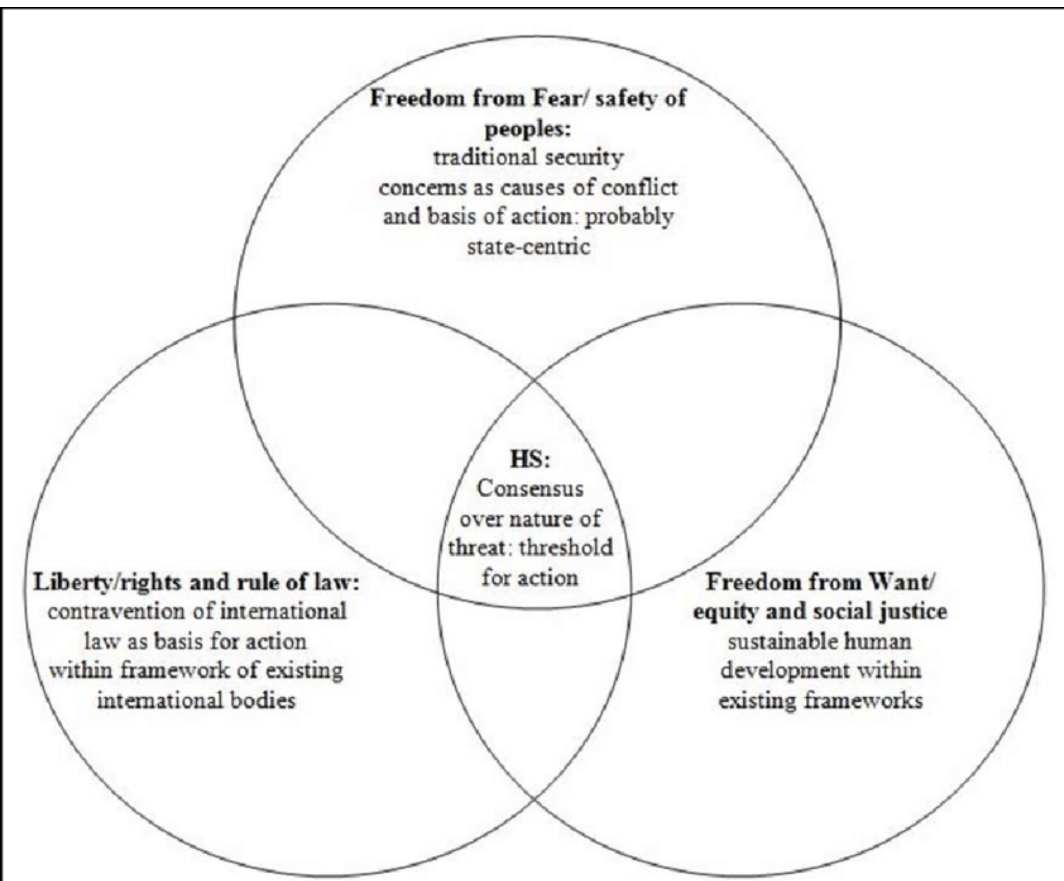 Freedom from Fear/ safety of
peoples:
traditional security
concerns as causes of conflict
and basis of action: probably
state-centric
HS:
Consensus
over nature of
threat: threshold
for action
Liberty/rights and rule of law:
contravention of international
law as basis for action
within framework of existing
international bodies
Freedom from Want/
equity and social justice
sustainable human
development within
existing frameworks